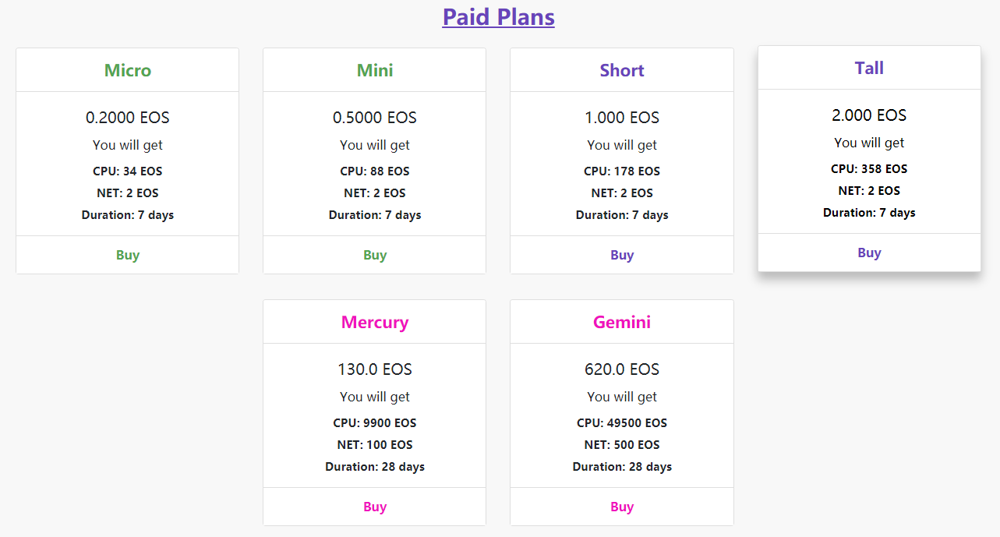 Paid Plans
Micro
0.2000 EOS
You will get
CPU: 34 EOS
NET: 2 EOS
Duration: 7 days
Buy
Mini
0.5000 EOS
You will get
CPU: 88 EOS
NET: 2 EOS
Duration: 7 days
Buy
Short
1.000 EOS
You will get
CPU: 178 EOS
NET: 2 EOS
Duration: 7 days
Buy
Tall
2.000 EOS
You will get
CPU: 358 EOS
NET: 2 EOS
Duration: 7 days
Buy
Mercury
130.0 EOS
You will get
CPU: 9900 EOS
NET: 100 EOS
Duration: 28 days
Buy
Gemini
620.0 EOS
You will get
CPU: 49500 EOS
NET: 500 EOS
Duration: 28 days
Buy